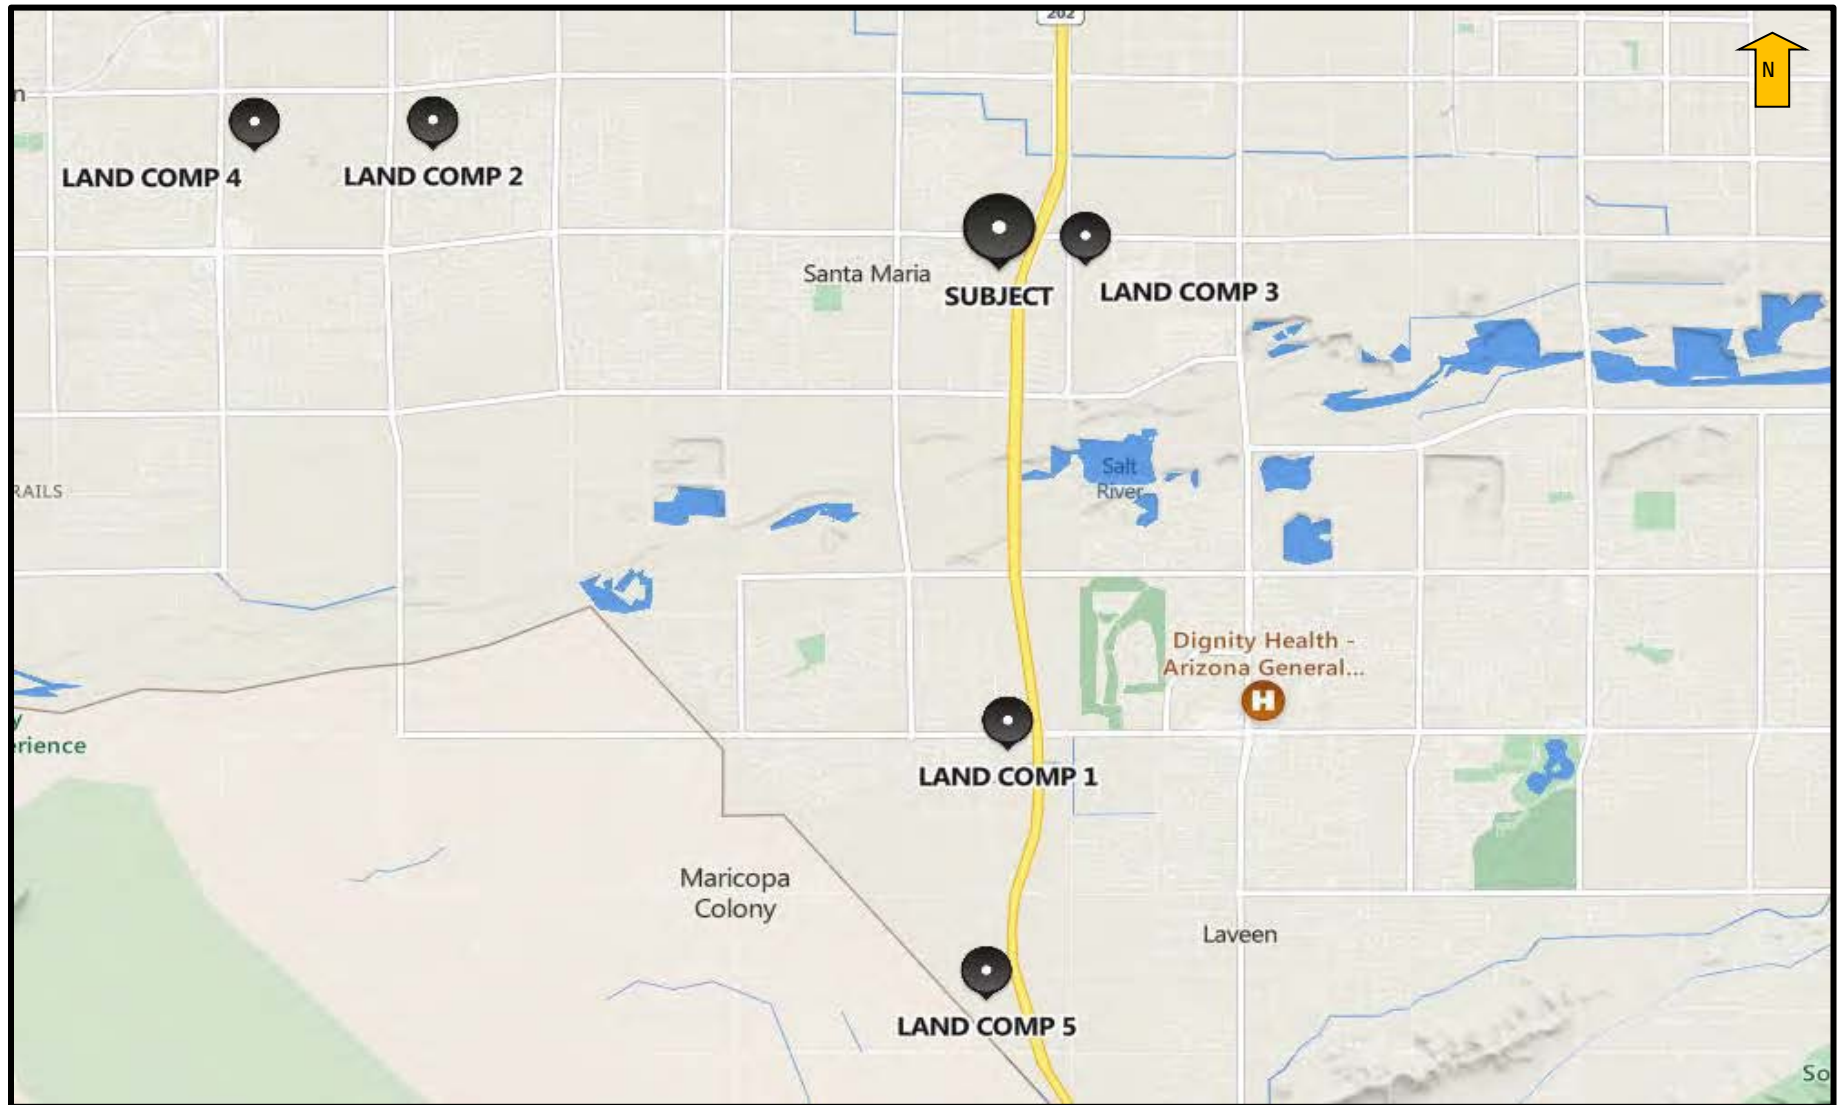 202
N
n
LAND COMP 4
LAND COMP 2
Santa Maria
SUBJECT
LAND COMP 3
Salt
River
RAILS
Dignity Health -
Arizona General...
H
y
erience
LAND COMP 1
Maricopa
Colony
Laveen
LAND COMP 5
So